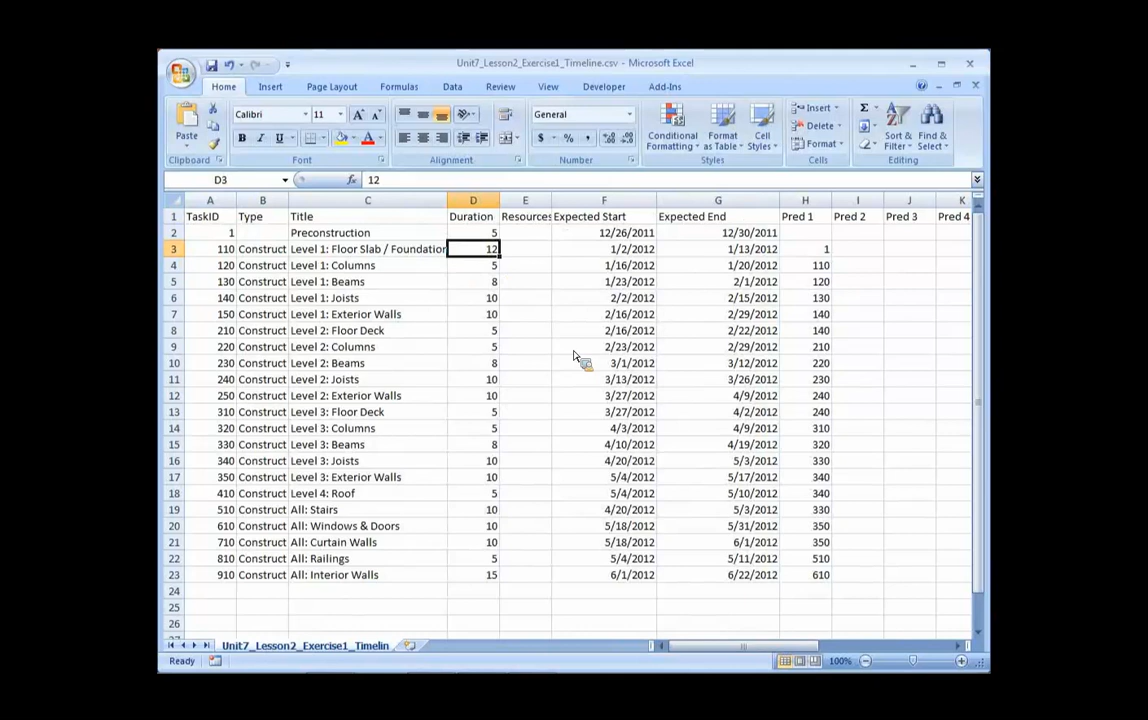 Unit7_Lesson2_Exercise1_Timeline.csv - Microsoft Excel
Home Insert Page Layout Formulas Data Review View Developer Add-Ins
Paste Calibri 11 A A General Conditional Formatting Format as Table Cell Styles Insert Delete Format Σ Sort & Filter Find & Select
B I U A $ % ,
Clipboard Font Alignment Number Styles Cells Editing
D3 fx 12
A B C D E F G H I J K
1 TaskID Type Title Duration Resources Expected Start Expected End Pred 1 Pred 2 Pred 3 Pred 4
2 1 Preconstruction 5 12/26/2011 12/30/2011
3 110 Construct Level 1: Floor Slab / Foundation 12 1/2/2012 1/13/2012 1
4 120 Construct Level 1: Columns 5 1/16/2012 1/20/2012 110
5 130 Construct Level 1: Beams 8 1/23/2012 2/1/2012 120
6 140 Construct Level 1: Joists 10 2/2/2012 2/15/2012 130
7 150 Construct Level 1: Exterior Walls 10 2/16/2012 2/29/2012 140
8 210 Construct Level 2: Floor Deck 5 2/16/2012 2/22/2012 140
9 220 Construct Level 2: Columns 5 2/23/2012 2/29/2012 210
10 230 Construct Level 2: Beams 8 3/1/2012 3/12/2012 220
11 240 Construct Level 2: Joists 10 3/13/2012 3/26/2012 230
12 250 Construct Level 2: Exterior Walls 10 3/27/2012 4/9/2012 240
13 310 Construct Level 3: Floor Deck 5 3/27/2012 4/2/2012 240
14 320 Construct Level 3: Columns 5 4/3/2012 4/9/2012 310
15 330 Construct Level 3: Beams 8 4/10/2012 4/19/2012 320
16 340 Construct Level 3: Joists 10 4/20/2012 5/3/2012 330
17 350 Construct Level 3: Exterior Walls 10 5/4/2012 5/17/2012 340
18 410 Construct Level 4: Roof 5 5/4/2012 5/10/2012 340
19 510 Construct All: Stairs 10 4/20/2012 5/3/2012 330
20 610 Construct All: Windows & Doors 10 5/18/2012 5/31/2012 350
21 710 Construct All: Curtain Walls 10 5/18/2012 6/1/2012 350
22 810 Construct All: Railings 5 5/4/2012 5/11/2012 510
23 910 Construct All: Interior Walls 15 6/1/2012 6/22/2012 610
24
25
26
Unit7_Lesson2_Exercise1_Timelin
Ready 100%